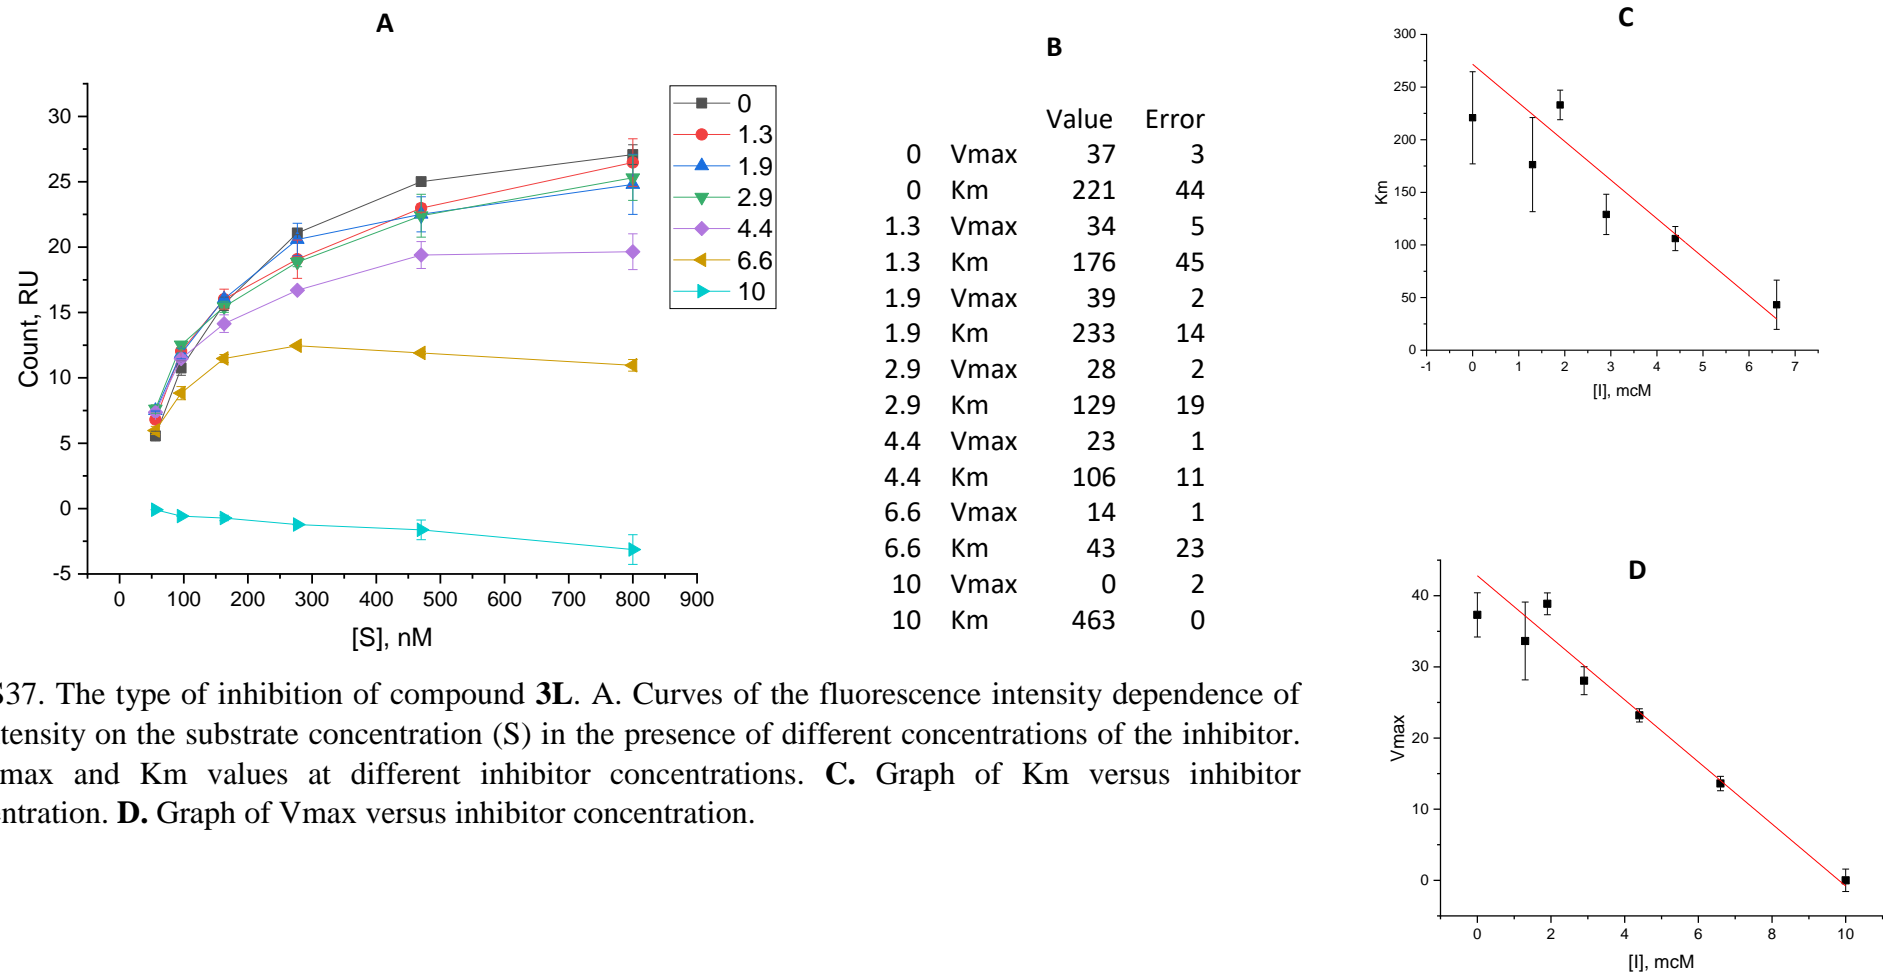 A
30
25
20
15
10
5
0
-5
Count, RU
0 100 200 300 400 500 600 700 800 900
[S], nM
0
1.3
1.9
2.9
4.4
6.6
10
B
Value Error
0 Vmax 37 3
0 Km 221 44
1.3 Vmax 34 5
1.3 Km 176 45
1.9 Vmax 39 2
1.9 Km 233 14
2.9 Vmax 28 2
2.9 Km 129 19
4.4 Vmax 23 1
4.4 Km 106 11
6.6 Vmax 14 1
6.6 Km 43 23
10 Vmax 0 2
10 Km 463 0
C
300
250
200
150
100
50
0
Km
-1 0 1 2 3 4 5 6 7
[I], mcM
D
40
30
20
10
0
Vmax
0 2 4 6 8 10
[I], mcM
S37. The type of inhibition of compound 3L. A. Curves of the fluorescence intensity dependence of
tensity on the substrate concentration (S) in the presence of different concentrations of the inhibitor.
max and Km values at different inhibitor concentrations. C. Graph of Km versus inhibitor
ntration. D. Graph of Vmax versus inhibitor concentration.